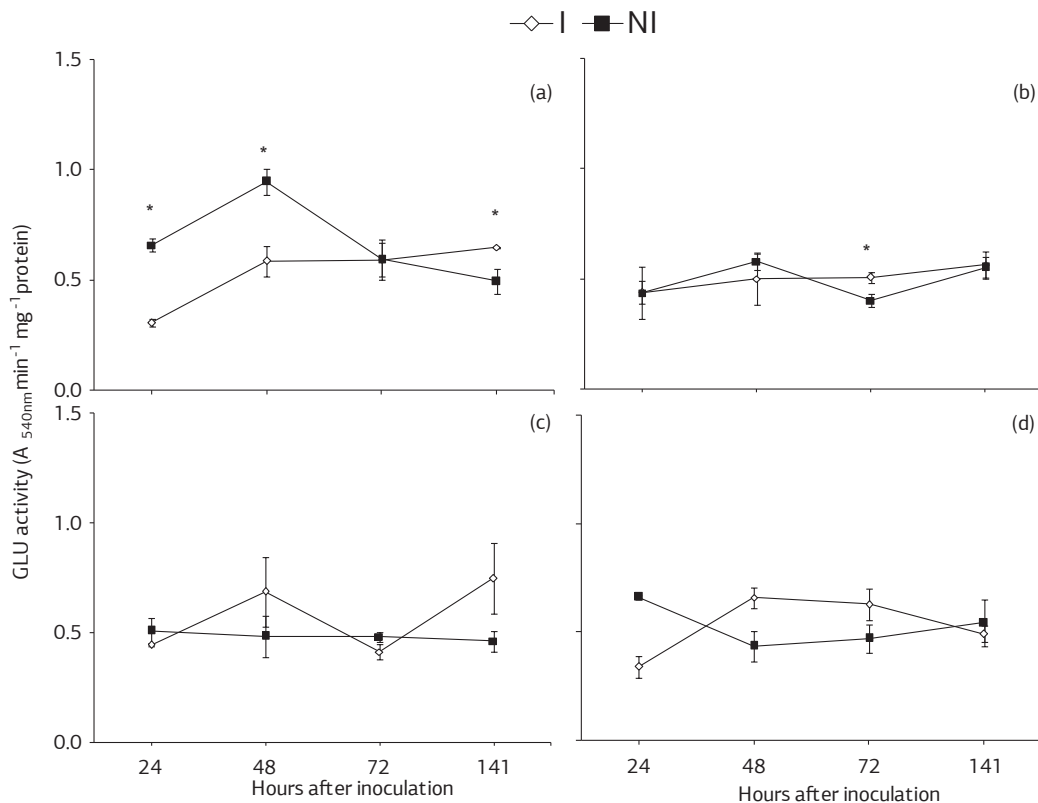 I NI
1.5
1.0
0.5
0.0
(a)
*
*
*
(b)
*
1.5
1.0
0.5
0.0
(c)
(d)
GLU activity (A 540nm min⁻¹ mg⁻¹ protein)
24 48 72 141
Hours after inoculation
24 48 72 141
Hours after inoculation